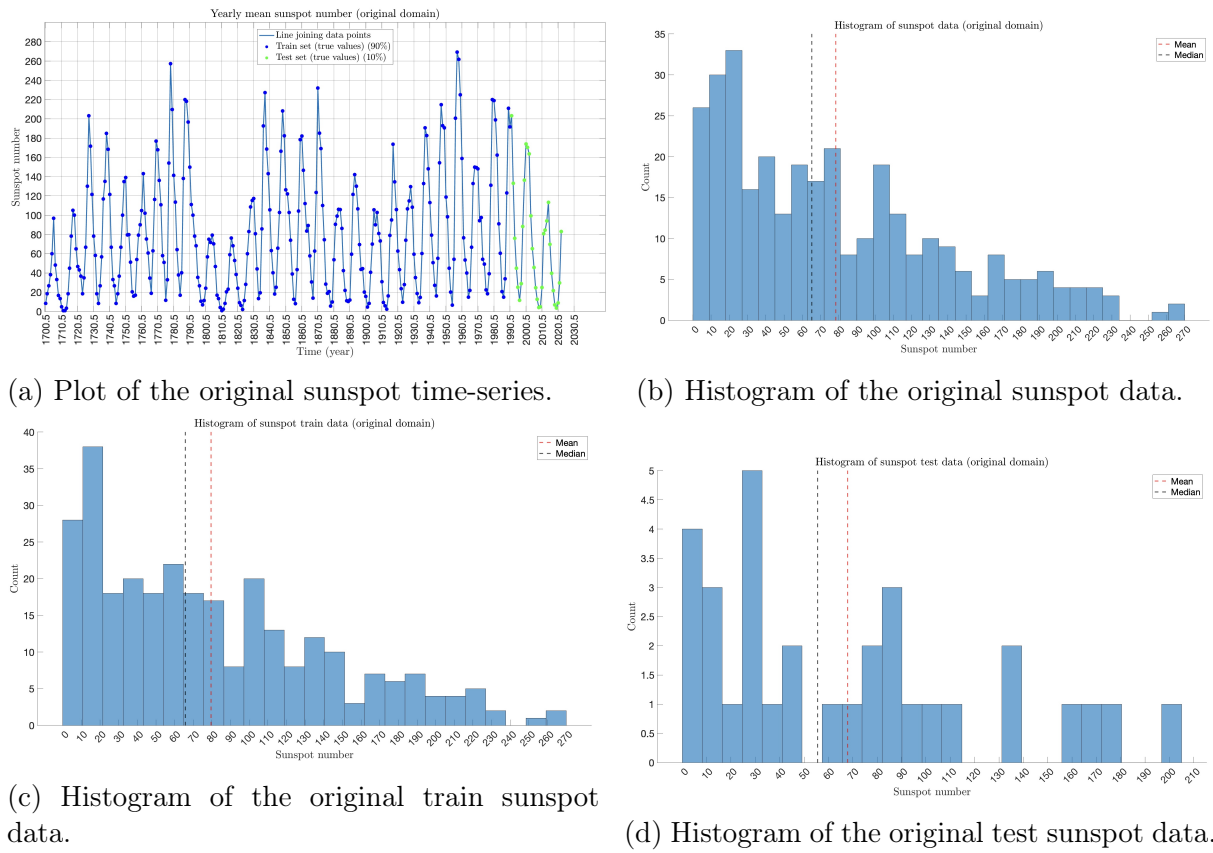 Yearly mean sunspot number (original domain)
Line joining data points
Train set (true values) (90%)
Test set (true values) (10%)
Sunspot number
280
260
240
220
200
180
160
140
120
100
80
60
40
20
0
1700.5
1710.5
1720.5
1730.5
1740.5
1750.5
1760.5
1770.5
1780.5
1790.5
1800.5
1810.5
1820.5
1830.5
1840.5
1850.5
1860.5
1870.5
1880.5
1890.5
1900.5
1910.5
1920.5
1930.5
1940.5
1950.5
1960.5
1970.5
1980.5
1990.5
2000.5
2010.5
2020.5
2030.5
Time (year)
(a) Plot of the original sunspot time-series.
Histogram of sunspot data (original domain)
Mean
Median
Count
35
30
25
20
15
10
5
0
0 10 20 30 40 50 60 70 80 90 100 110 120 130 140 150 160 170 180 190 200 210 220 230 240 250 260 270
Sunspot number
(b) Histogram of the original sunspot data.
Histogram of sunspot train data (original domain)
Mean
Median
Count
40
35
30
25
20
15
10
5
0
0 10 20 30 40 50 60 70 80 90 100 110 120 130 140 150 160 170 180 190 200 210 220 230 240 250 260 270
Sunspot number
(c) Histogram of the original train sunspot
data.
Histogram of sunspot test data (original domain)
Mean
Median
Count
5
4.5
4
3.5
3
2.5
2
1.5
1
0.5
0
0 10 20 30 40 50 60 70 80 90 100 110 120 130 140 150 160 170 180 190 200 210
Sunspot number
(d) Histogram of the original test sunspot data.